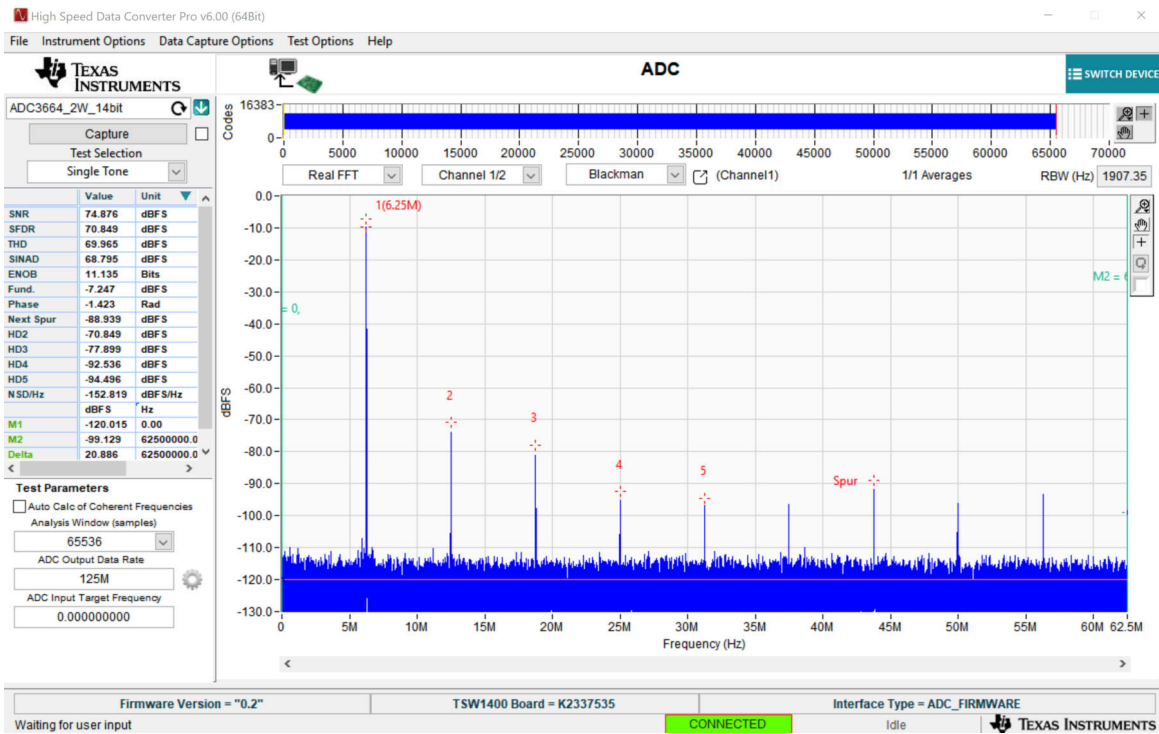 High Speed Data Converter Pro v6.00 (64Bit)
File Instrument Options Data Capture Options Test Options Help
TEXAS INSTRUMENTS
ADC
SWITCH DEVICE
ADC3664_2W_14bit
Capture
Test Selection
Single Tone
Value Unit
SNR 74.876 dBFS
SFDR 70.849 dBFS
THD 69.965 dBFS
SINAD 68.795 dBFS
ENOB 11.135 Bits
Fund. -7.247 dBFS
Phase -1.423 Rad
Next Spur -88.939 dBFS
HD2 -70.849 dBFS
HD3 -77.899 dBFS
HD4 -92.536 dBFS
HD5 -94.496 dBFS
NSD/Hz -152.819 dBFS/Hz
dBFS Hz
M1 -120.015 0.00
M2 -99.129 62500000.0
Delta 20.886 62500000.0
Test Parameters
Auto Calc of Coherent Frequencies
Analysis Window (samples)
65536
ADC Output Data Rate
125M
ADC Input Target Frequency
0.000000000
Codes
16383
0
0 5000 10000 15000 20000 25000 30000 35000 40000 45000 50000 55000 60000 65000 70000
Real FFT Channel 1/2 Blackman (Channel1) 1/1 Averages RBW (Hz) 1907.35
dBFS
0.0
-10.0
-20.0
-30.0
-40.0
-50.0
-60.0
-70.0
-80.0
-90.0
-100.0
-110.0
-120.0
-130.0
1(6.25M)
M2 = 6
= 0,
2
3
4
5
Spur
0 5M 10M 15M 20M 25M 30M 35M 40M 45M 50M 55M 60M 62.5M
Frequency (Hz)
Firmware Version = "0.2" TSW1400 Board = K2337535 Interface Type = ADC_FIRMWARE
Waiting for user input CONNECTED Idle TEXAS INSTRUMENTS